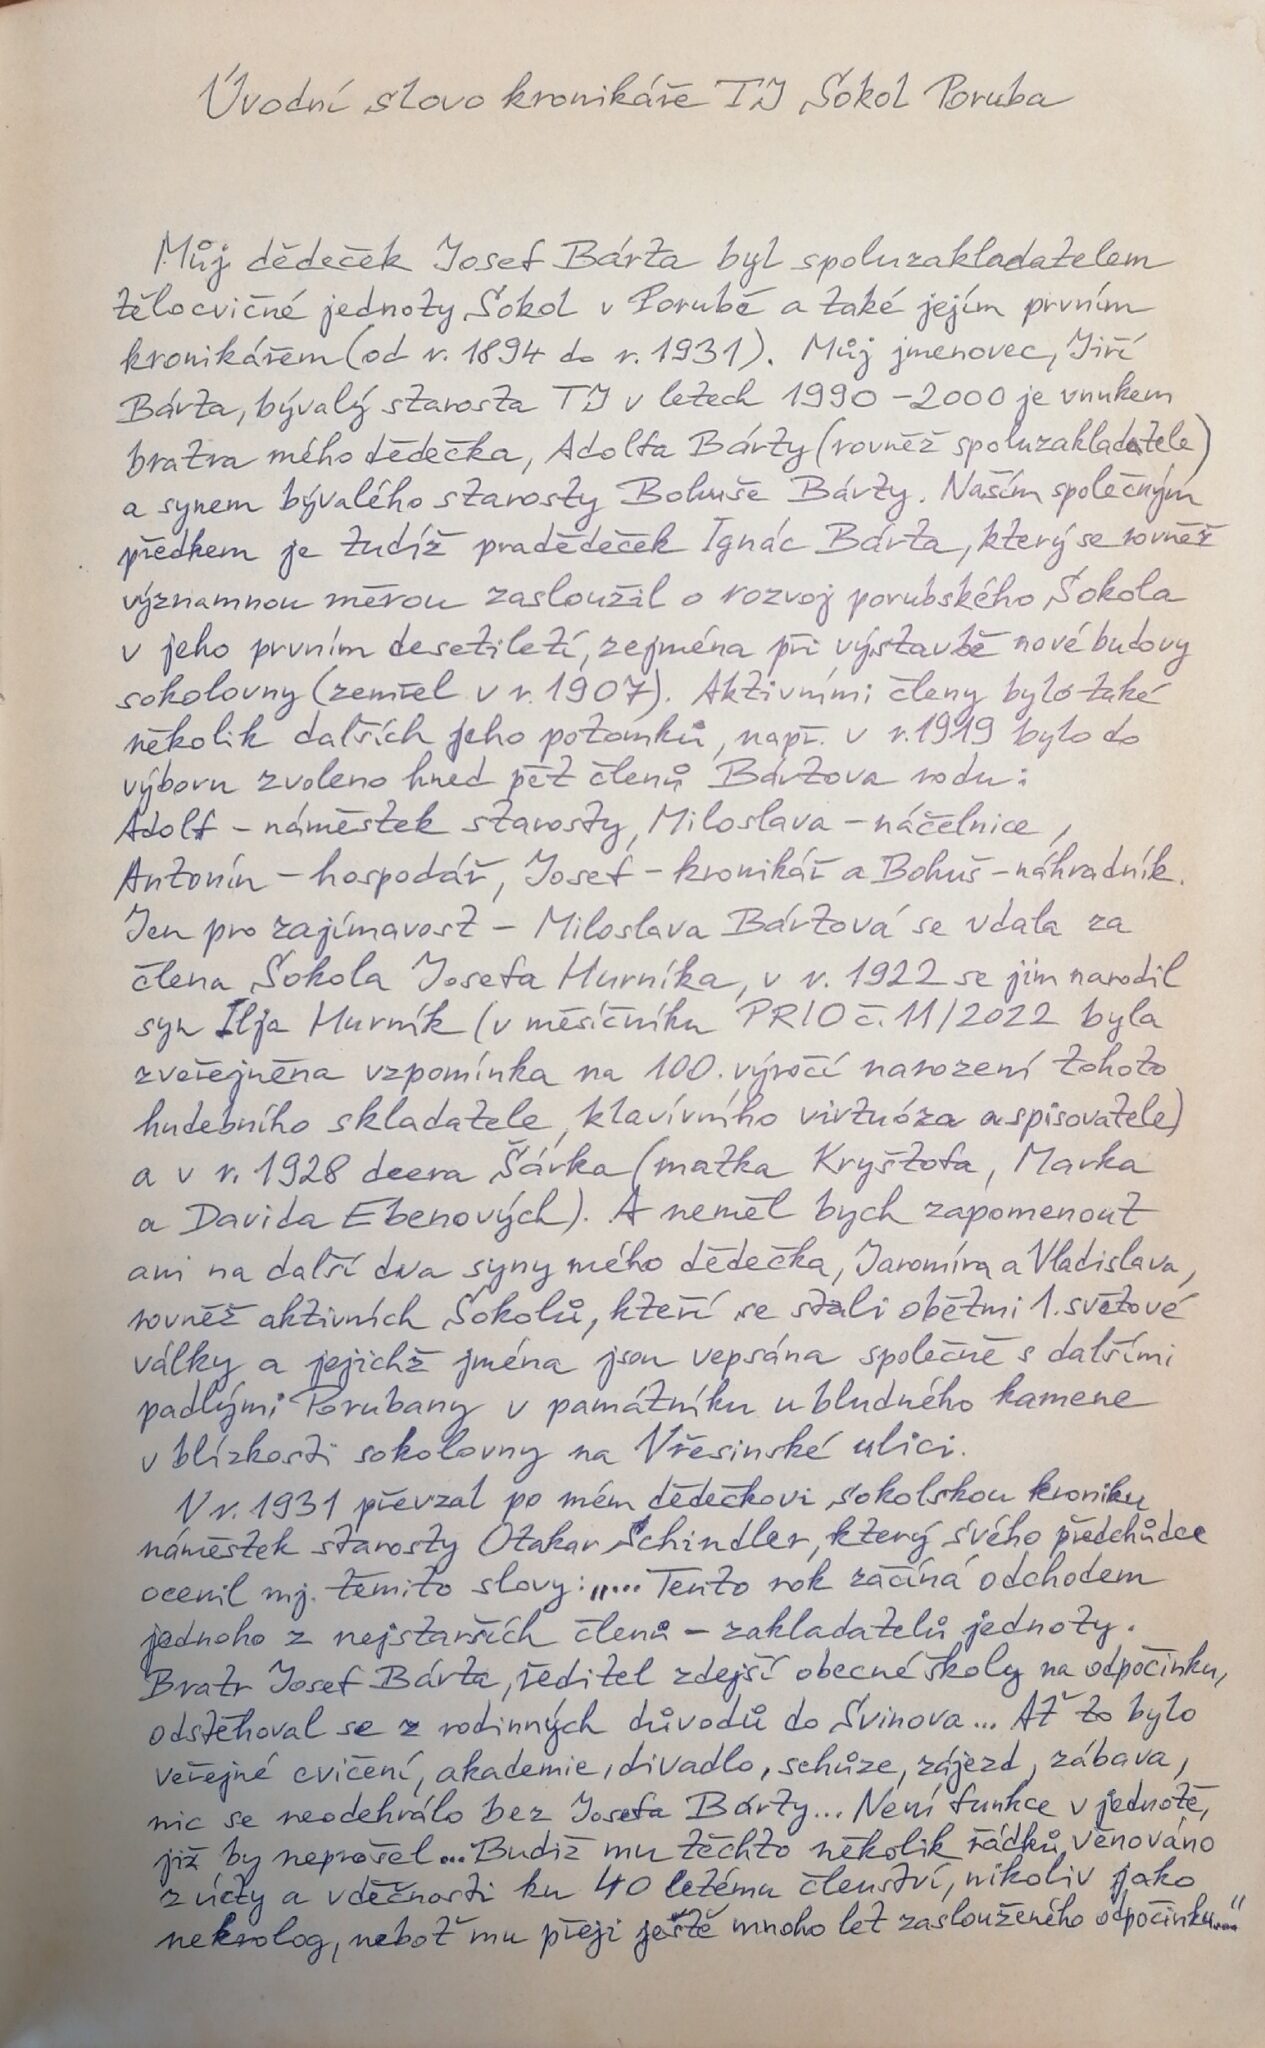 Úvodní slovo kronikáře TJ Sokol Poruba
Můj dědeček Josef Bárta byl spoluzakladatelem
tělocvičné jednoty Sokol v Porubě a také jejím prvním
kronikářem (od r. 1894 do r. 1931). Můj jmenovec, Jiří
Bárta, bývalý starosta TJ v letech 1990 – 2000 je vnukem
bratra mého dědečka, Adolfa Bárty (rovněž spoluzakladatele)
a synem bývalého starosty Bohuše Bárty. Naším společným
předkem je tudíž pradědeček Ignác Bárta, který se rovněž
významnou měrou zasloužil o rozvoj porubského Sokola
v jeho prvním desetiletí, zejména při výstavbě nové budovy
sokolovny (zemřel v r. 1907). Aktivními členy bylo také
několik dalších jeho potomků, např. v r. 1919 bylo do
výboru zvoleno hned pět členů Bártova rodu:
Adolf – náměstek starosty, Miloslava – náčelnice,
Antonín – hospodář, Josef – kronikář a Bohuš – náhradník.
Jen pro zajímavost – Miloslava Bártová se vdala za
člena Sokola Josefa Hurníka, v r. 1922 se jim narodil
syn Ilja Hurník (v měsíčníku PRIO č. 11/2022 byla
zveřejněna vzpomínka na 100. výročí narození tohoto
hudebního skladatele, klavírního virtuóza a spisovatele)
a v r. 1928 dcera Šárka (matka Kryštofa, Marka
a Davida Ebenových). A neměl bych zapomenout
ani na další dva syny mého dědečka, Jaromíra a Vladislava,
rovněž aktivních Sokolů, kteří se stali oběťmi 1. světové
války a jejichž jména jsou vepsána společně s dalšími
padlými Porubany v památníku u bludného kamene
v blízkosti sokolovny na Vřesinské ulici.
V r. 1931 převzal po mém dědečkovi sokolskou kroniku
náměstek starosty Otakar Schindler, který svého předchůdce
ocenil mj. těmito slovy: „... Tento rok začíná odchodem
jednoho z nejstarších členů – zakladatelů jednoty.
Bratr Josef Bárta, ředitel zdejší obecné školy na odpočinku,
odstěhoval se z rodinných důvodů do Svinova... Ať to bylo
veřejné cvičení, akademie, divadlo, schůze, zájezd, zábava,
nic se neodehrálo bez Josefa Bárty... Není funkce v jednotě,
již by neprošel... Budiž mu těchto několik řádků věnováno
z úcty a vděčnosti ku 40 letému členství, nikoliv jako
nekrolog, neboť mu přeji ještě mnoho let zaslouženého odpočinku...."